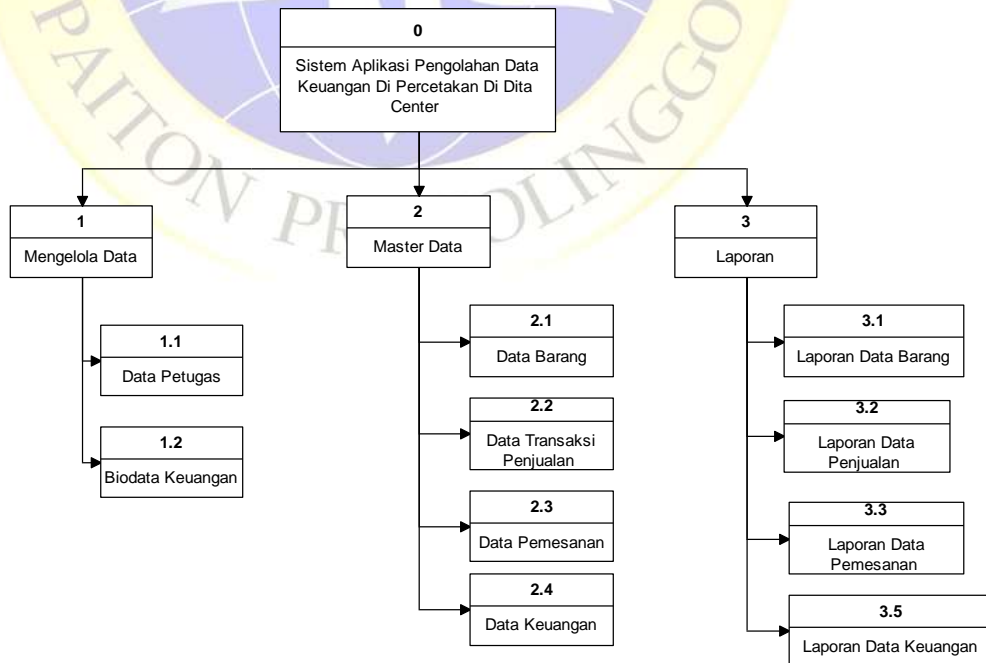 0
Sistem Aplikasi Pengolahan Data
Keuangan Di Percetakan Di Dita
Center
PAITON PR
OLINGGO
1
Mengelola Data
2
Master Data
3
Laporan
1.1
Data Petugas
1.2
Biodata Keuangan
2.1
Data Barang
2.2
Data Transaksi
Penjualan
2.3
Data Pemesanan
2.4
Data Keuangan
3.1
Laporan Data Barang
3.2
Laporan Data
Penjualan
3.3
Laporan Data
Pemesanan
3.5
Laporan Data Keuangan